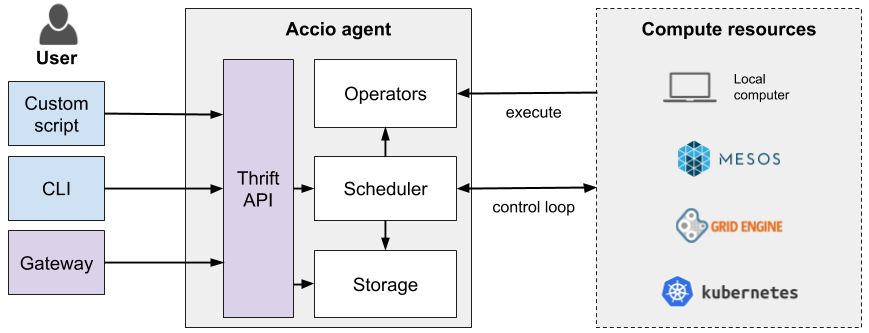 User
Custom
script
CLI
Gateway
Accio agent
Thrift
API
Operators
Scheduler
Storage
execute
control loop
Compute resources
Local
computer
MESOS
GRID ENGINE
kubernetes